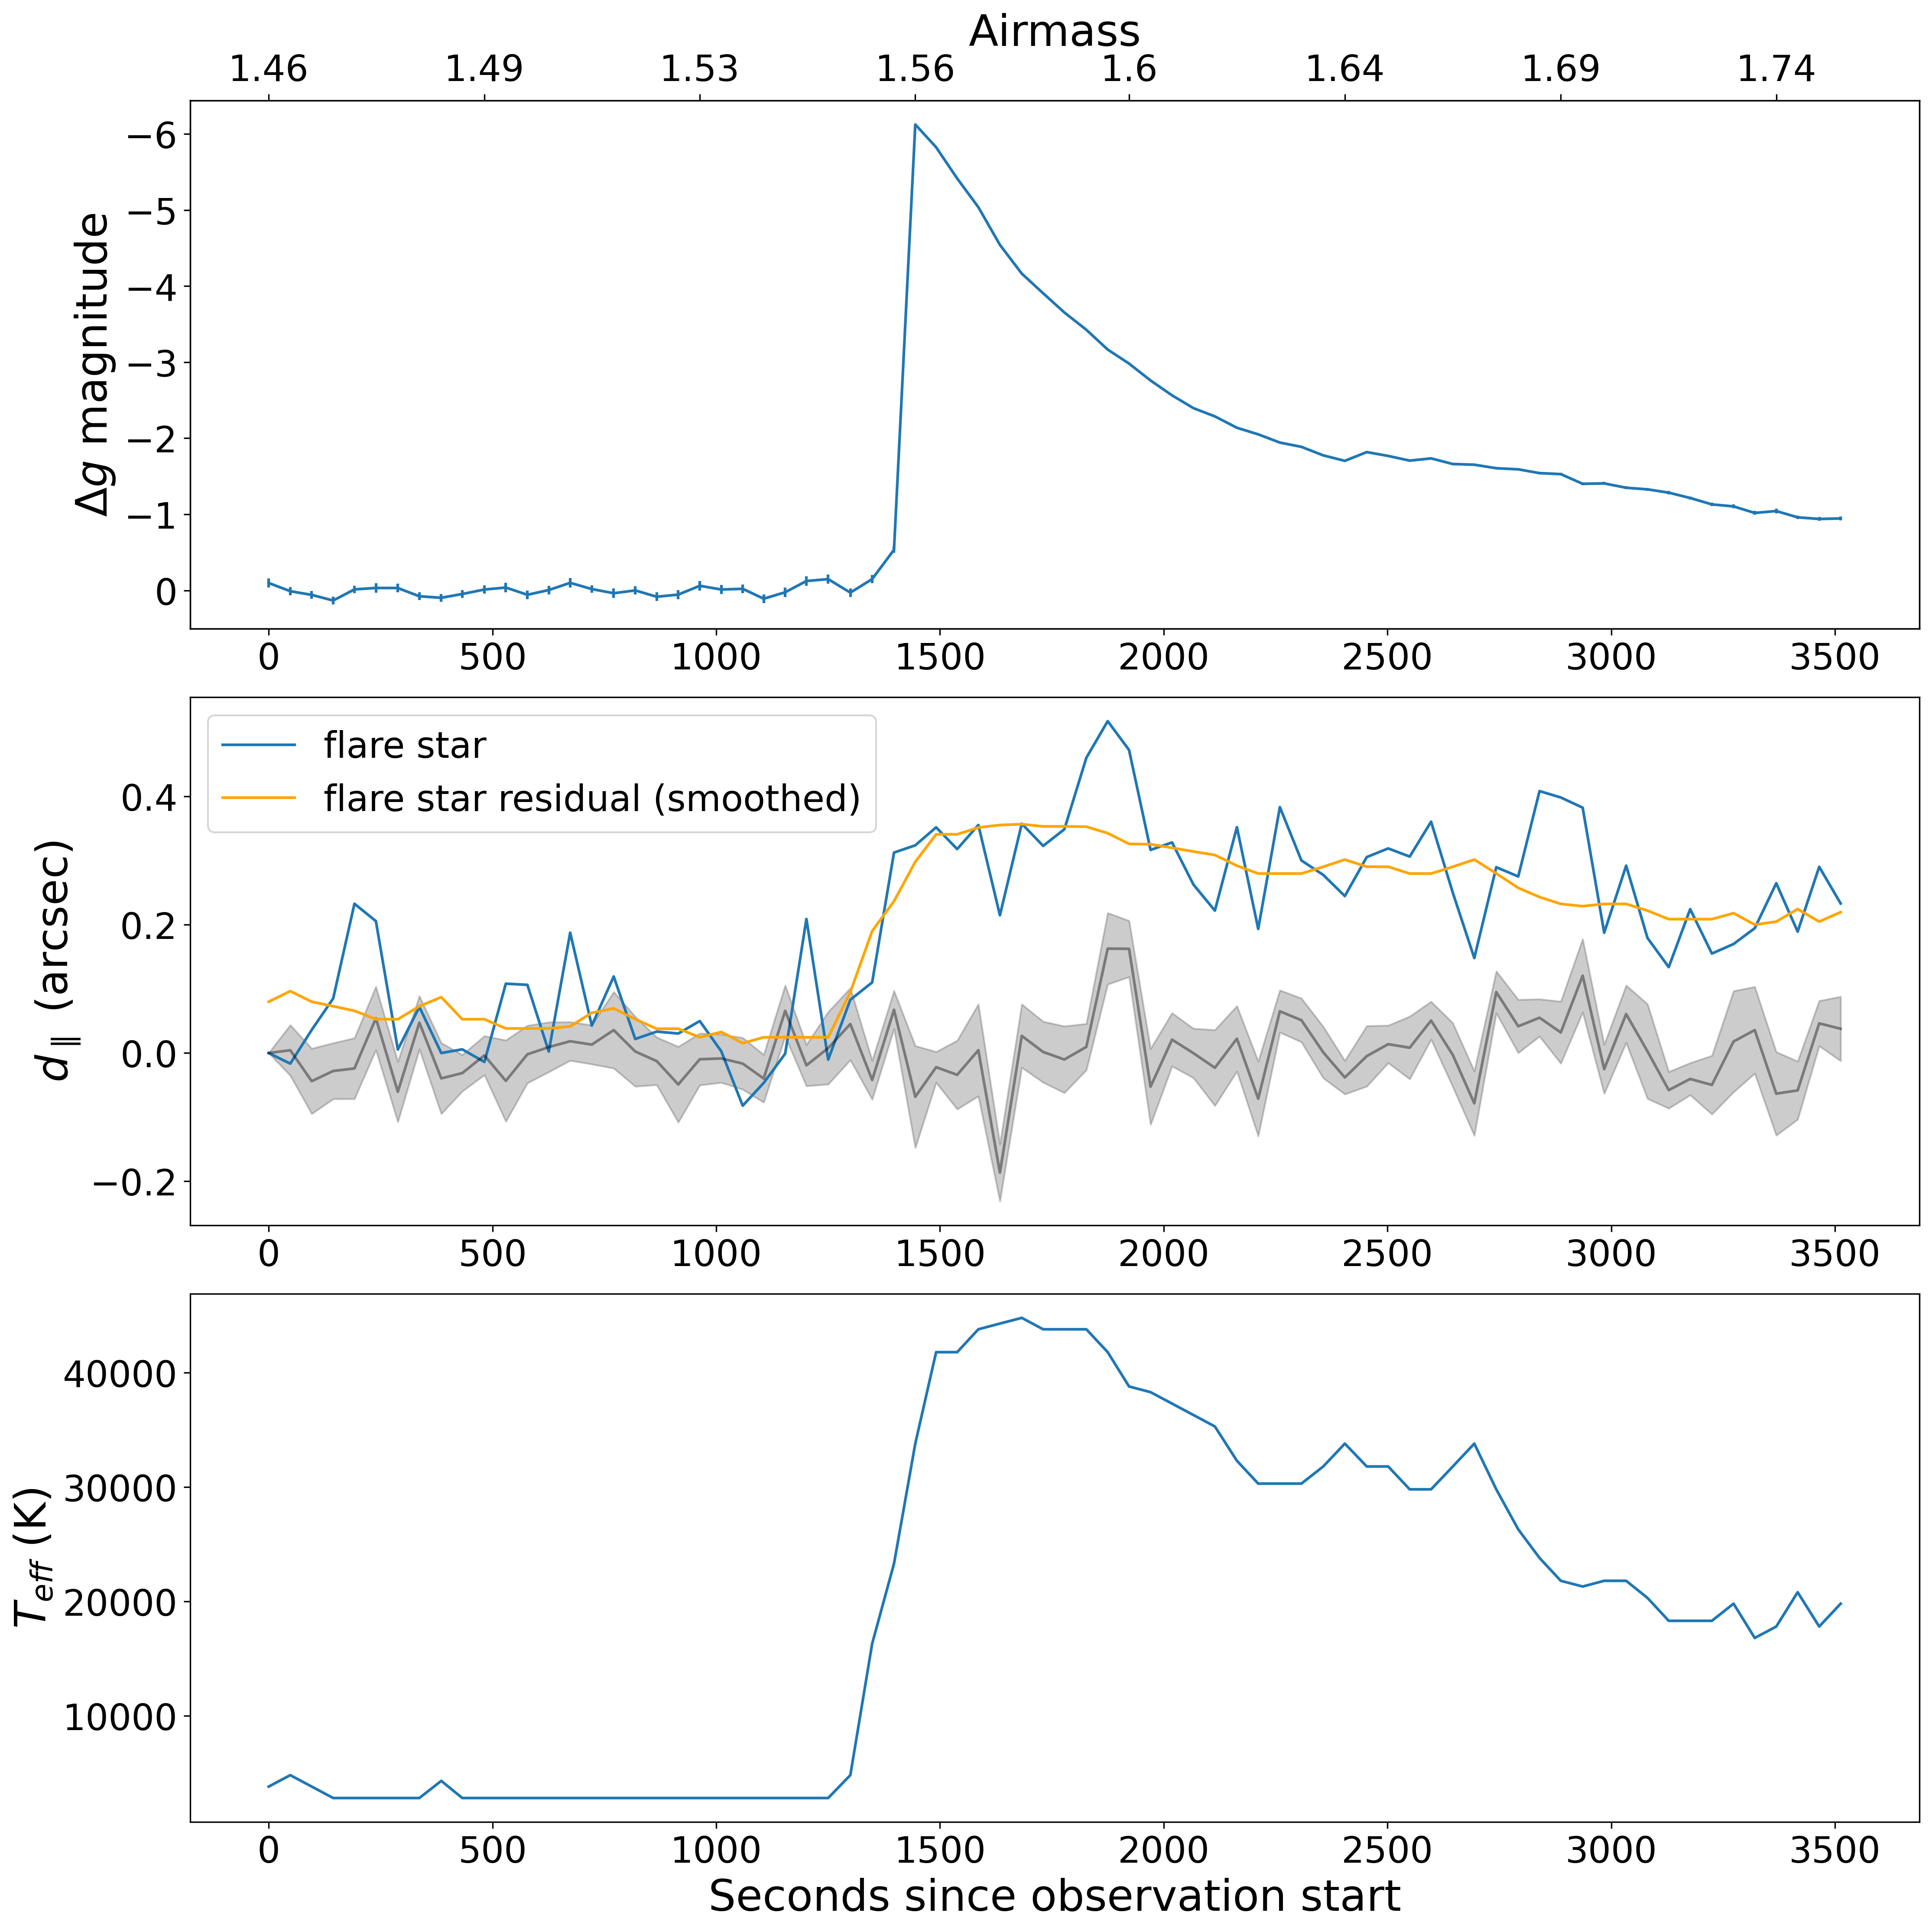 Airmass
1.46 1.49 1.53 1.56 1.6 1.64 1.69 1.74
−6
−5
−4
−3
−2
−1
0
Δg magnitude
0 500 1000 1500 2000 2500 3000 3500
flare star
flare star residual (smoothed)
0.4
0.2
0.0
−0.2
d∥ (arcsec)
0 500 1000 1500 2000 2500 3000 3500
40000
30000
20000
10000
Teff (K)
0 500 1000 1500 2000 2500 3000 3500
Seconds since observation start